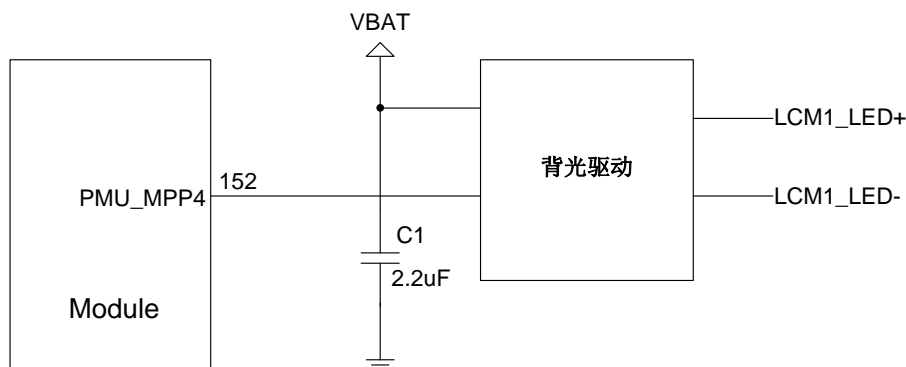 VBAT
LCM1_LED+
背光驱动
152
PMU_MPP4
LCM1_LED-
C1
2.2uF
Module